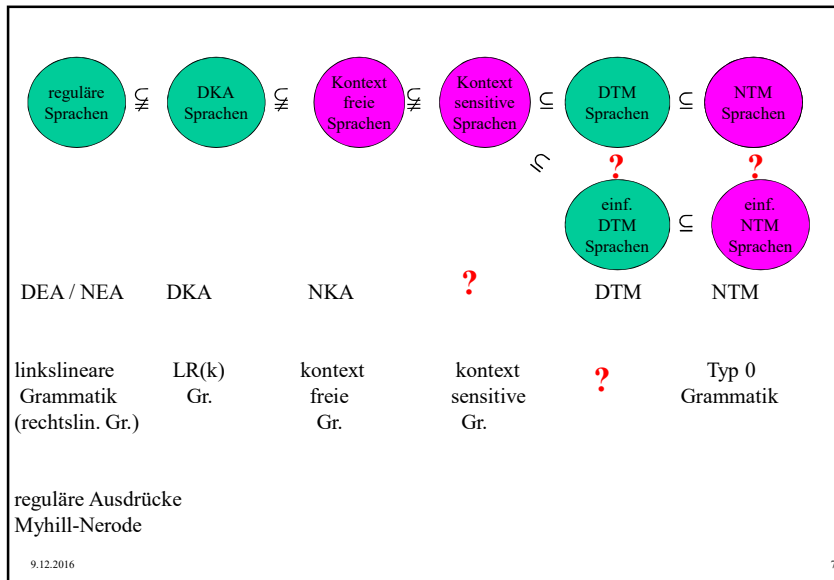 reguläre
Sprachen
⊊
DKA
Sprachen
⊊
Kontext
freie
Sprachen
⊊
Kontext
sensitive
Sprachen
⊆
DTM
Sprachen
⊆
NTM
Sprachen
⊆
?
?
einf.
DTM
Sprachen
⊆
einf.
NTM
Sprachen
DEA / NEA
DKA
NKA
?
DTM
NTM
linkslineare
Grammatik
(rechtslin. Gr.)
LR(k)
Gr.
kontext
freie
Gr.
kontext
sensitive
Gr.
?
Typ 0
Grammatik
reguläre Ausdrücke
Myhill-Nerode
9.12.2016
7